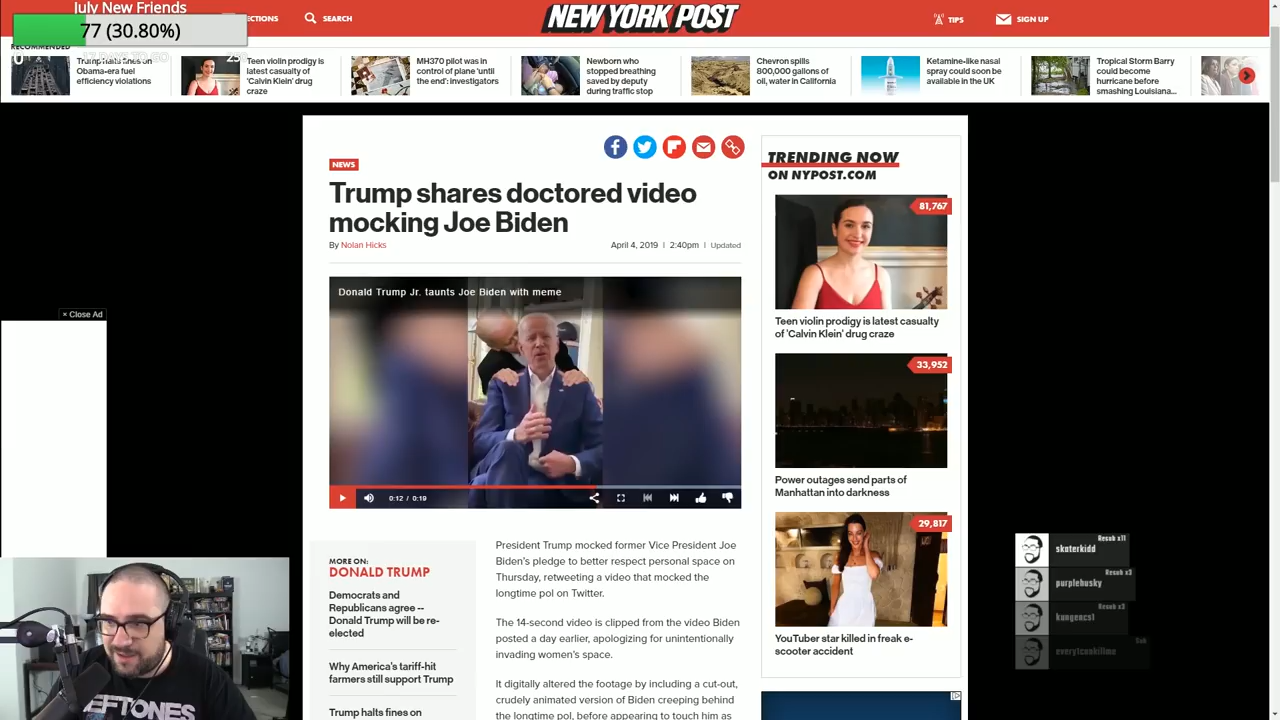 July New Friends
77 (30.80%)
17 DAYS TO GO
250
SECTIONS
SEARCH
NEW YORK POST
TIPS
SIGN UP
RECOMMENDED
Trump halts fines on
Obama-era fuel
efficiency violations
Teen violin prodigy is
latest casualty
of 'Calvin Klein' drug
craze
MH370 pilot was in
control of plane 'until
the end': investigators
Newborn who
stopped breathing
saved by deputy
during traffic stop
Chevron spills
800,000 gallons of
oil, water in California
Ketamine-like nasal
spray could soon be
available in the UK
Tropical Storm Barry
could become
hurricane before
smashing Louisiana...
NEWS
Trump shares doctored video
mocking Joe Biden
By Nolan Hicks
April 4, 2019 | 2:40pm | Updated
Donald Trump Jr. taunts Joe Biden with meme
0:12 / 0:19
× Close Ad
MORE ON:
DONALD TRUMP
Democrats and
Republicans agree --
Donald Trump will be re-
elected
Why America's tariff-hit
farmers still support Trump
Trump halts fines on
President Trump mocked former Vice President Joe
Biden's pledge to better respect personal space on
Thursday, retweeting a video that mocked the
longtime pol on Twitter.
The 14-second video is clipped from the video Biden
posted a day earlier, apologizing for unintentionally
invading women's space.
It digitally altered the footage by including a cut-out,
crudely animated version of Biden creeping behind
the longtime pol, before appearing to touch him as
TRENDING NOW
ON NYPOST.COM
81,767
Teen violin prodigy is latest casualty
of 'Calvin Klein' drug craze
33,952
Power outages send parts of
Manhattan into darkness
29,817
YouTuber star killed in freak e-
scooter accident
Resub x11
skaterkidd
Resub x3
purplehusky
Resub x3
kungencs1
Sub
every1ceskillme
DEFTONES